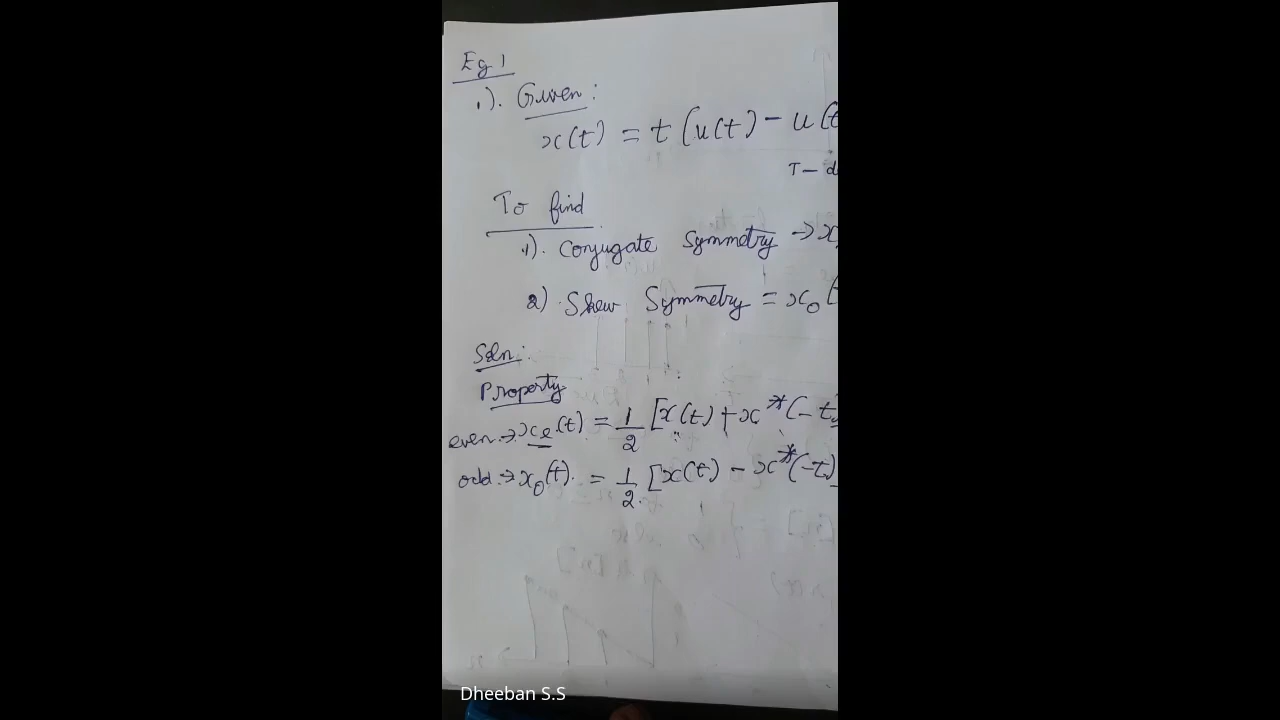 Eg 1
1). Given:
x(t) = t (u(t) - u(t
T - d
To find
1). Conjugate Symmetry → x
2) Skew Symmetry = x₀ (
Soln:
Property
even → xₑ(t) = 1/2 [x(t) + x*(-t)
odd → x₀(t). = 1/2 [x(t) - x*(-t)
Dheeban S.S